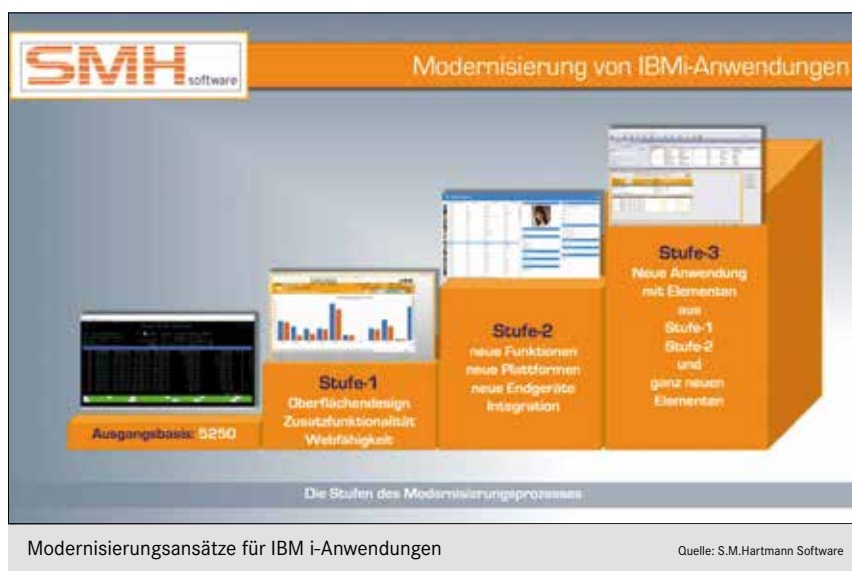 SMH
software
Modernisierung von IBMi-Anwendungen
Ausgangsbasis: 5250
Stufe-1
Oberflächendesign
Zusatzfunktionalität
Webfähigkeit
Stufe-2
neue Funktionen
neue Plattformen
neue Endgeräte
Integration
Stufe-3
Neue Anwendung
mit Elementen
aus
Stufe-1
Stufe-2
und
ganz neuen
Elementen
Die Stufen des Modernisierungsprozesses
Modernisierungsansätze für IBM i-Anwendungen
Quelle: S.M.Hartmann Software